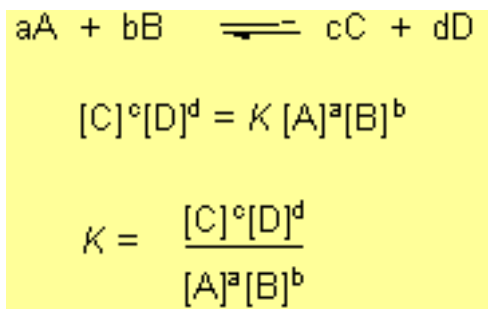 aA + bB ⇌ cC + dD
[C]ᶜ[D]ᵈ = K [A]ᵃ[B]ᵇ
K = [C]ᶜ[D]ᵈ
[A]ᵃ[B]ᵇ